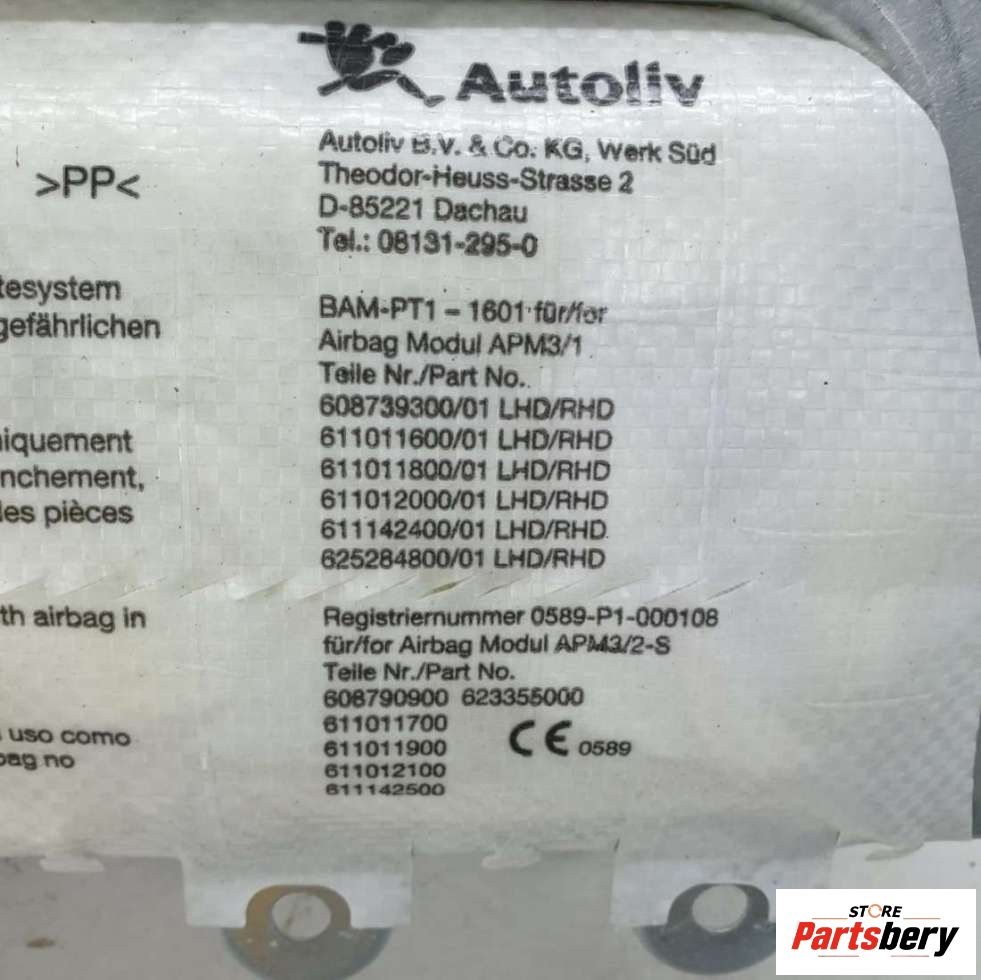 Autoliv
Autoliv B.V. & Co. KG, Werk Süd
Theodor-Heuss-Strasse 2
D-85221 Dachau
Tel.: 08131-295-0
>PP<
tesystem
gefährlichen
BAM-PT1 – 1601 für/for
Airbag Modul APM3/1
Teile Nr./Part No.
608739300/01 LHD/RHD
611011600/01 LHD/RHD
611011800/01 LHD/RHD
611012000/01 LHD/RHD
611142400/01 LHD/RHD
625284800/01 LHD/RHD
niquement
nchement,
les pièces
th airbag in
Registriernummer 0589-P1-000108
für/for Airbag Modul APM3/2-S
Teile Nr./Part No.
608790900 623355000
611011700
611011900
611012100
611142500
CE 0589
uso como
bag no
STORE
Partsbery